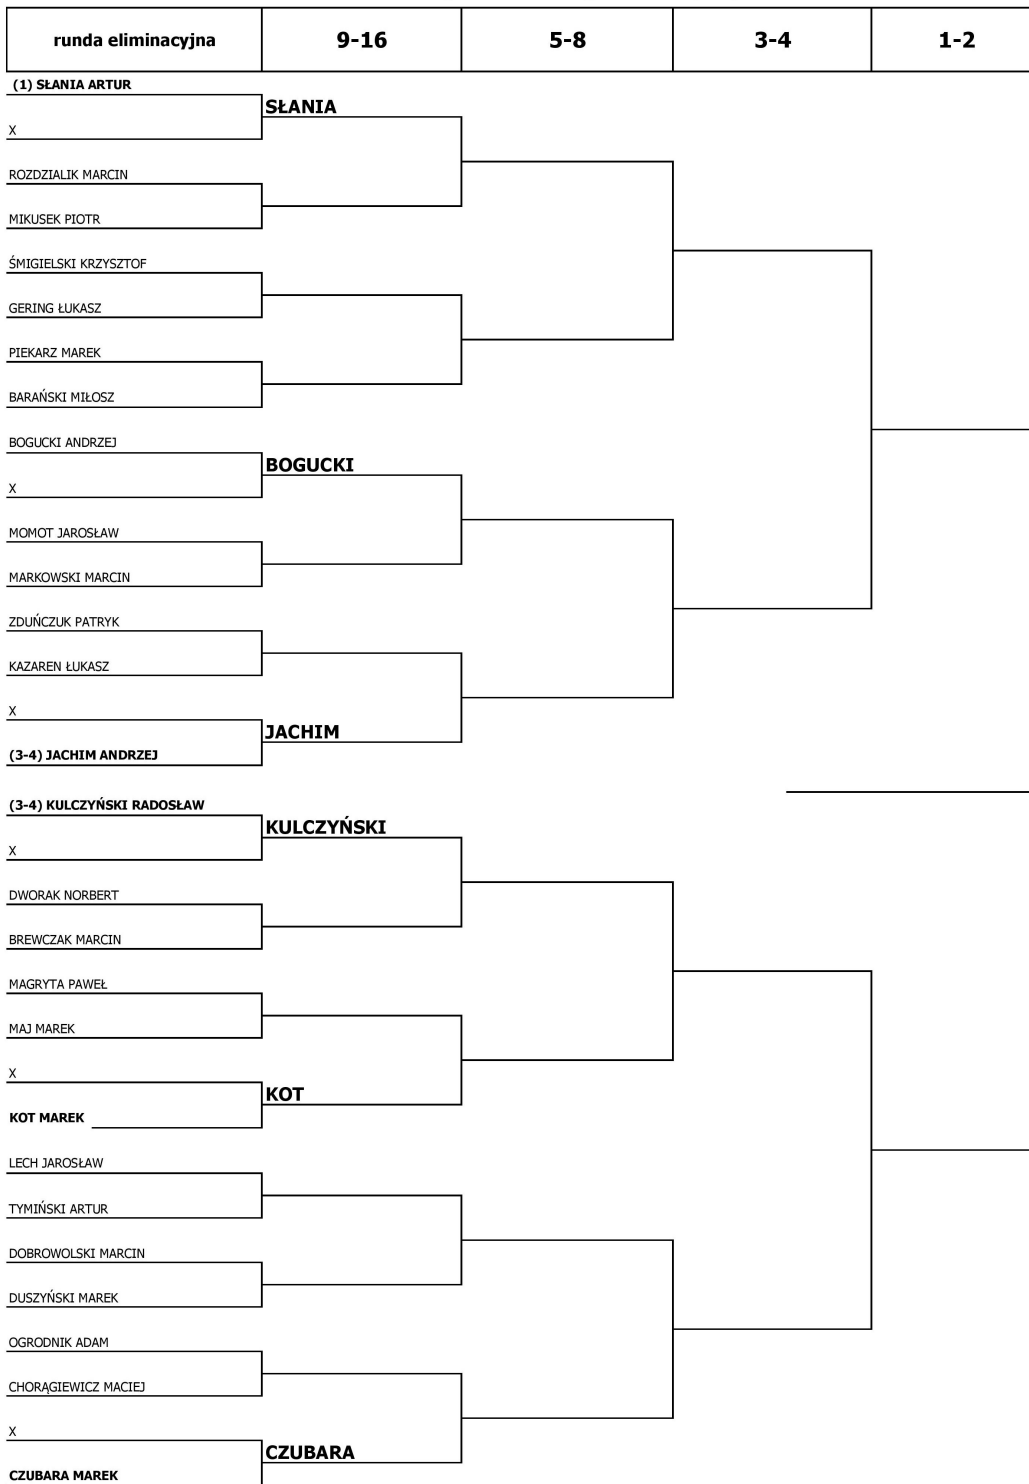 runda eliminacyjna 9-16 5-8 3-4 1-2
(1) SŁANIA ARTUR
SŁANIA
X
ROZDZIALIK MARCIN
MIKUSEK PIOTR
ŚMIGIELSKI KRZYSZTOF
GERING ŁUKASZ
PIEKARZ MAREK
BARAŃSKI MIŁOSZ
BOGUCKI ANDRZEJ
BOGUCKI
X
MOMOT JAROSŁAW
MARKOWSKI MARCIN
ZDUŃCZUK PATRYK
KAZAREN ŁUKASZ
X
JACHIM
(3-4) JACHIM ANDRZEJ
(3-4) KULCZYŃSKI RADOSŁAW
KULCZYŃSKI
X
DWORAK NORBERT
BREWCZAK MARCIN
MAGRYTA PAWEŁ
MAJ MAREK
X
KOT
KOT MAREK
LECH JAROSŁAW
TYMIŃSKI ARTUR
DOBROWOLSKI MARCIN
DUSZYŃSKI MAREK
OGRODNIK ADAM
CHORĄGIEWICZ MACIEJ
X
CZUBARA
CZUBARA MAREK